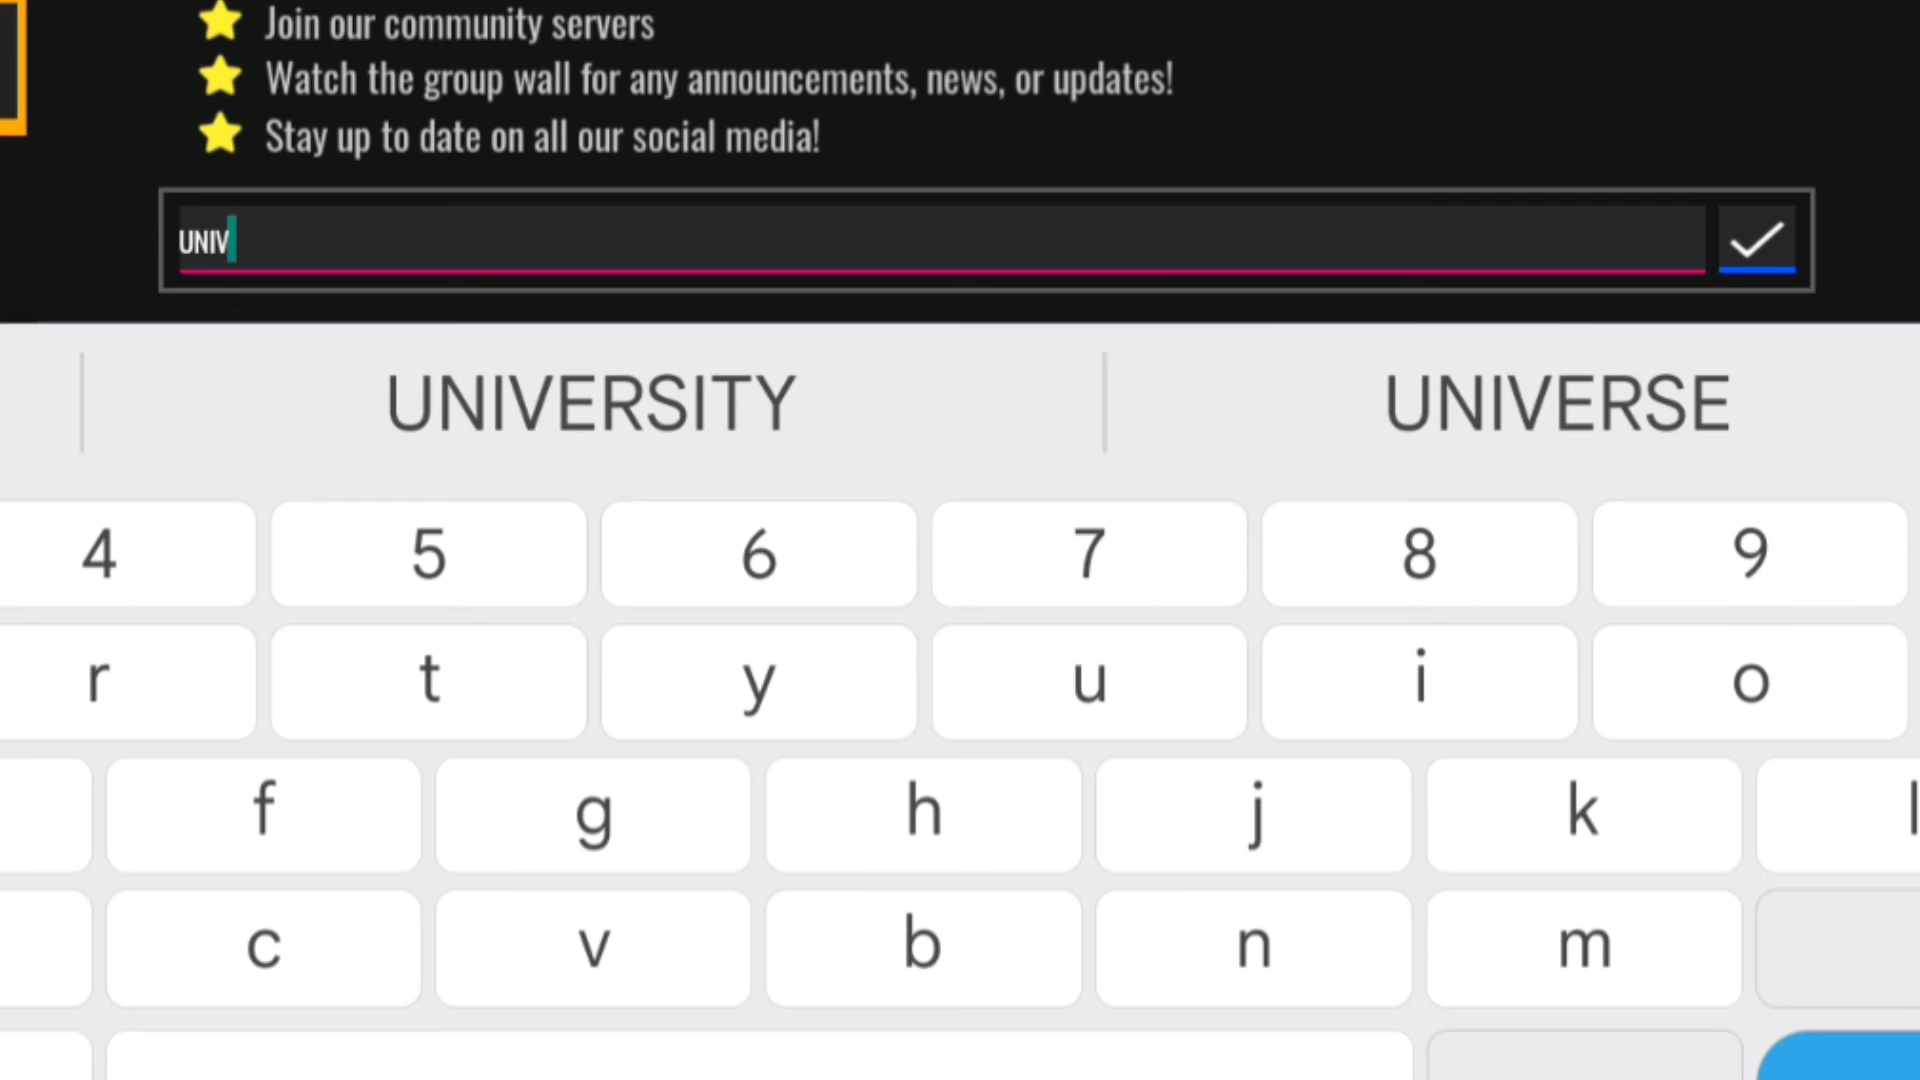 Join our community servers
Watch the group wall for any announcements, news, or updates!
Stay up to date on all our social media!
UNIV
UNIVERSITY UNIVERSE
4 5 6 7 8 9
r t y u i o
f g h j k l
c v b n m